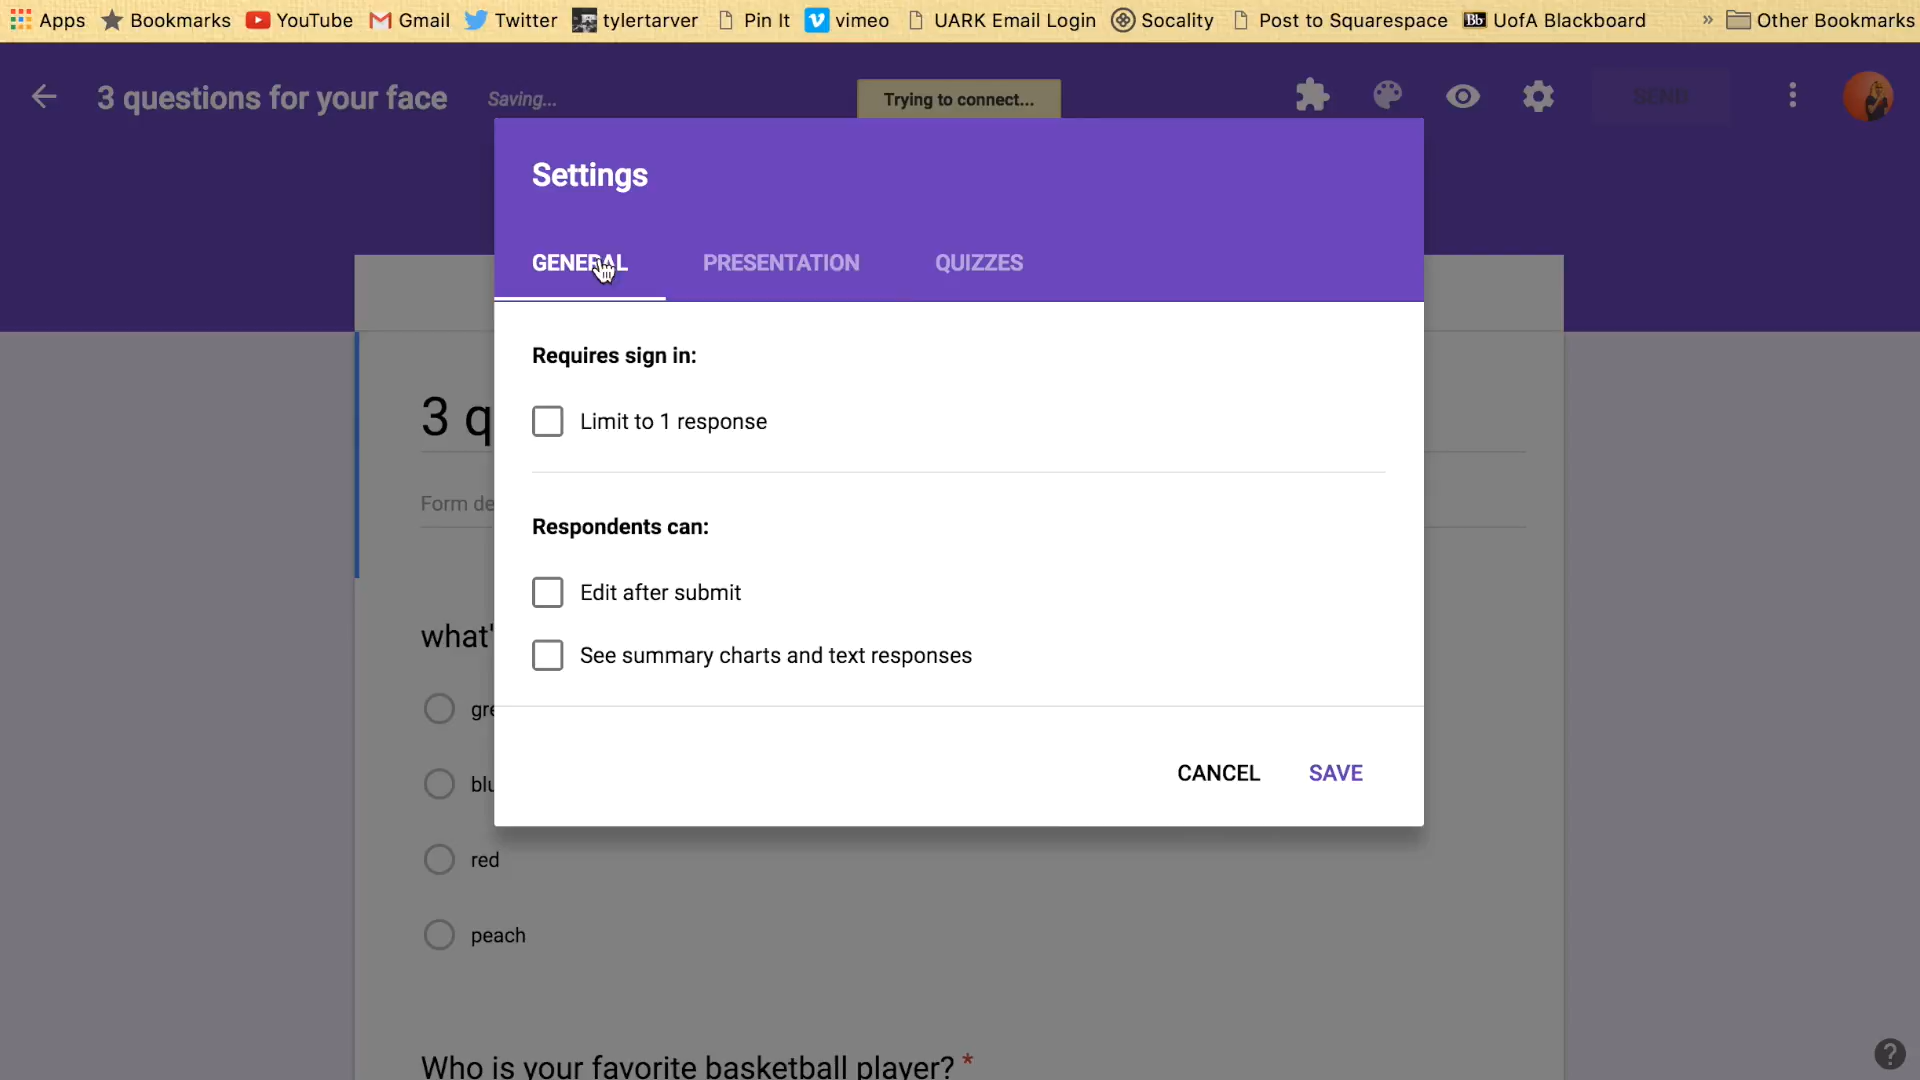 Apps Bookmarks YouTube Gmail Twitter tylertarver Pin It vimeo UARK Email Login Socality Post to Squarespace Bb UofA Blackboard » Other Bookmarks
3 questions for your face Saving... Trying to connect... SEND
Settings
GENERAL PRESENTATION QUIZZES
Requires sign in:
3 q
Limit to 1 response
Form de
Respondents can:
Edit after submit
what'
See summary charts and text responses
gre
CANCEL SAVE
blu
red
peach
Who is your favorite basketball player? *